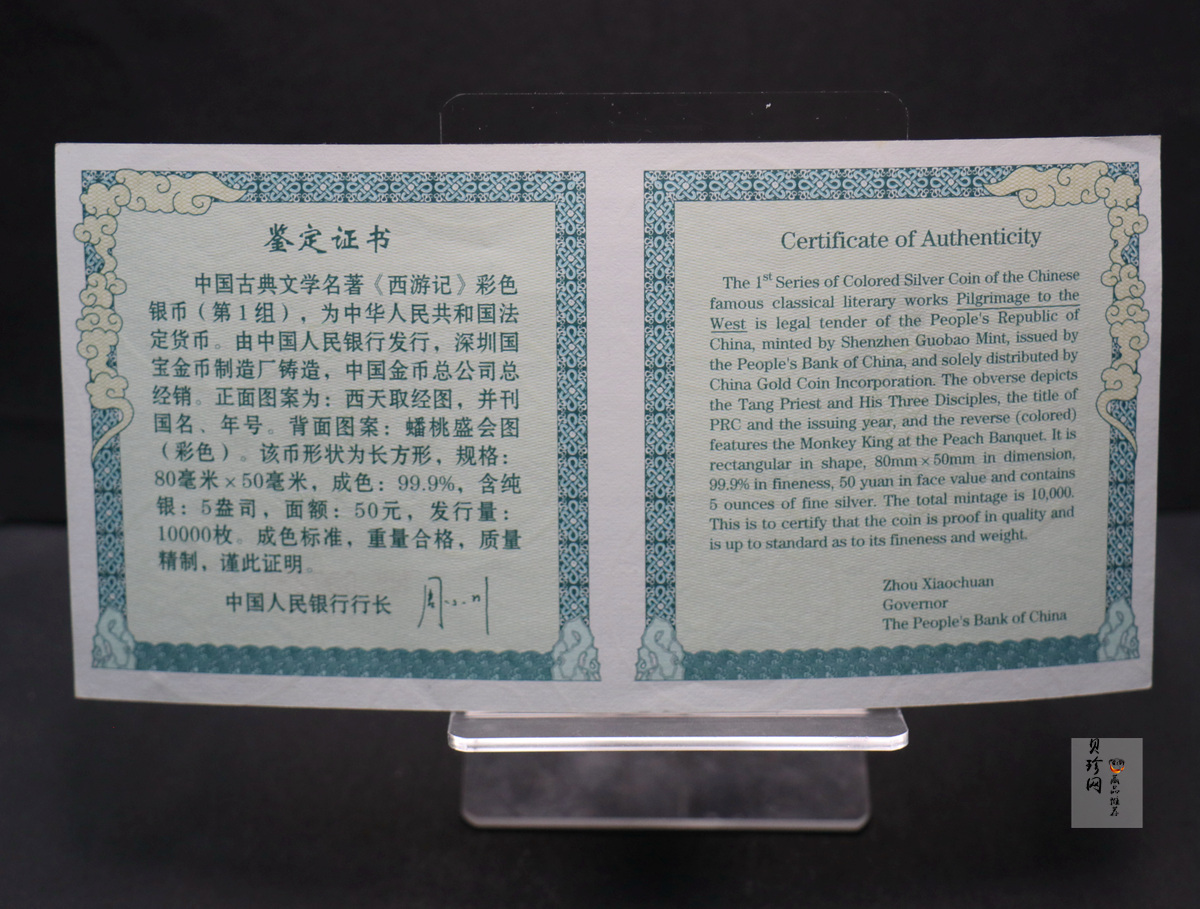 鉴定证书
中国古典文学名著《西游记》彩色
银币（第1组），为中华人民共和国法
定货币。由中国人民银行发行，深圳国
宝金币制造厂铸造，中国金币总公司总
经销。正面图案为：西天取经图，并刊
国名、年号。背面图案：蟠桃盛会图
（彩色）。该币形状为长方形，规格：
80毫米×50毫米，成色：99.9%，含纯
银：5盎司，面额：50元，发行量：
10000枚。成色标准，重量合格，质量
精制，谨此证明。
中国人民银行行长
Certificate of Authenticity
The 1st Series of Colored Silver Coin of the Chinese
famous classical literary works Pilgrimage to the
West is legal tender of the People's Republic of
China, minted by Shenzhen Guobao Mint, issued by
the People's Bank of China, and solely distributed by
China Gold Coin Incorporation. The obverse depicts
the Tang Priest and His Three Disciples, the title of
PRC and the issuing year, and the reverse (colored)
features the Monkey King at the Peach Banquet. It is
rectangular in shape, 80mm×50mm in dimension,
99.9% in fineness, 50 yuan in face value and contains
5 ounces of fine silver. The total mintage is 10,000.
This is to certify that the coin is proof in quality and
is up to standard as to its fineness and weight.
Zhou Xiaochuan
Governor
The People's Bank of China
贝珍网
商品推荐